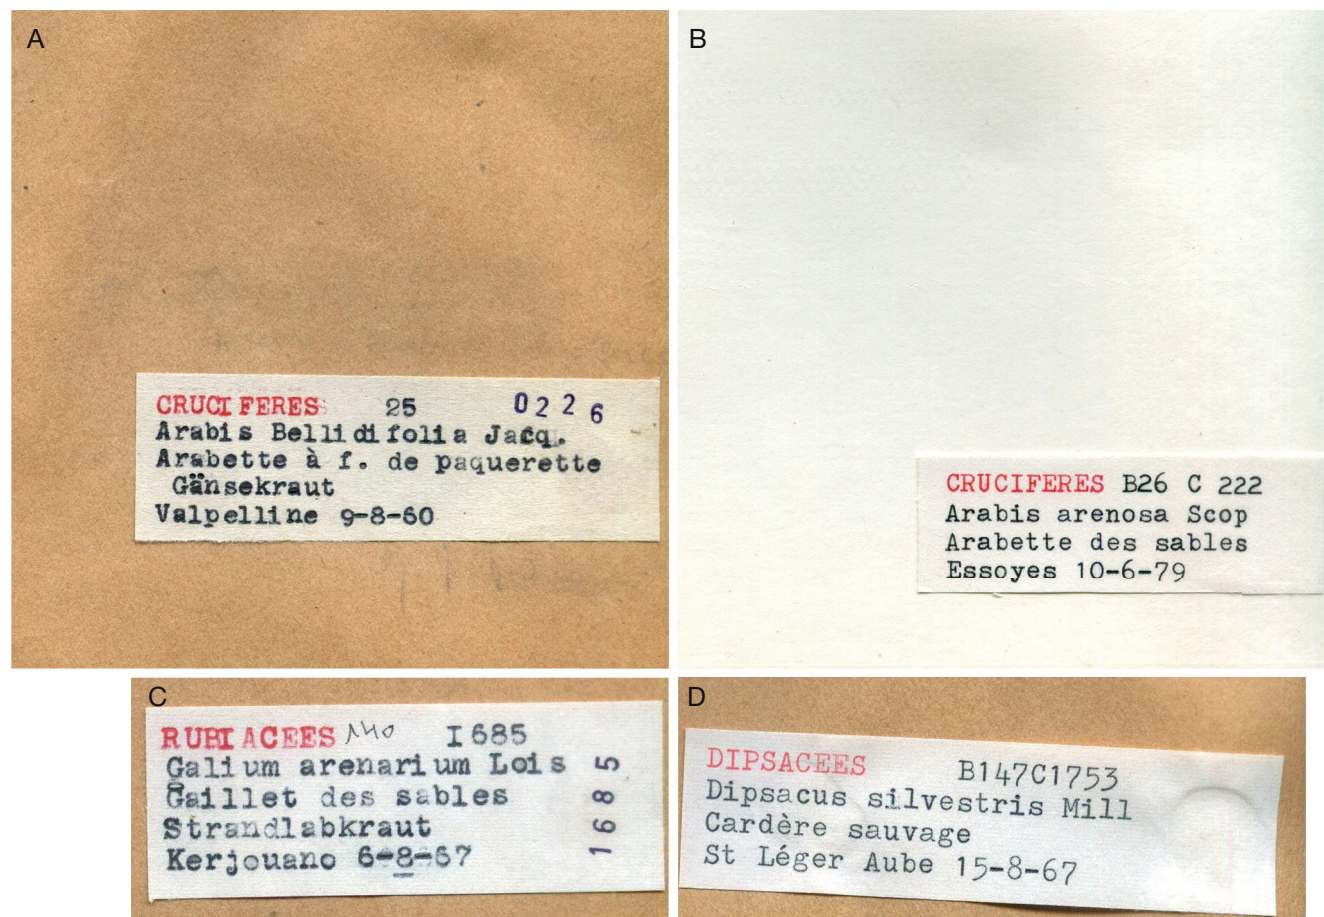 A
CRUCIFERES 25 0226
Arabis Bellidifolia Jacq.
Arabette à f. de paquerette
Gänsekraut
Valpelline 9-8-60
B
CRUCIFERES B26 C 222
Arabis arenosa Scop
Arabette des sables
Essoyes 10-6-79
C
RUBIACEES 140 I685
Galium arenarium Lois
Gaillet des sables
Strandlabkraut
Kerjouano 6-8-67
1685
D
DIPSACEES B147C1753
Dipsacus silvestris Mill
Cardère sauvage
St Léger Aube 15-8-67